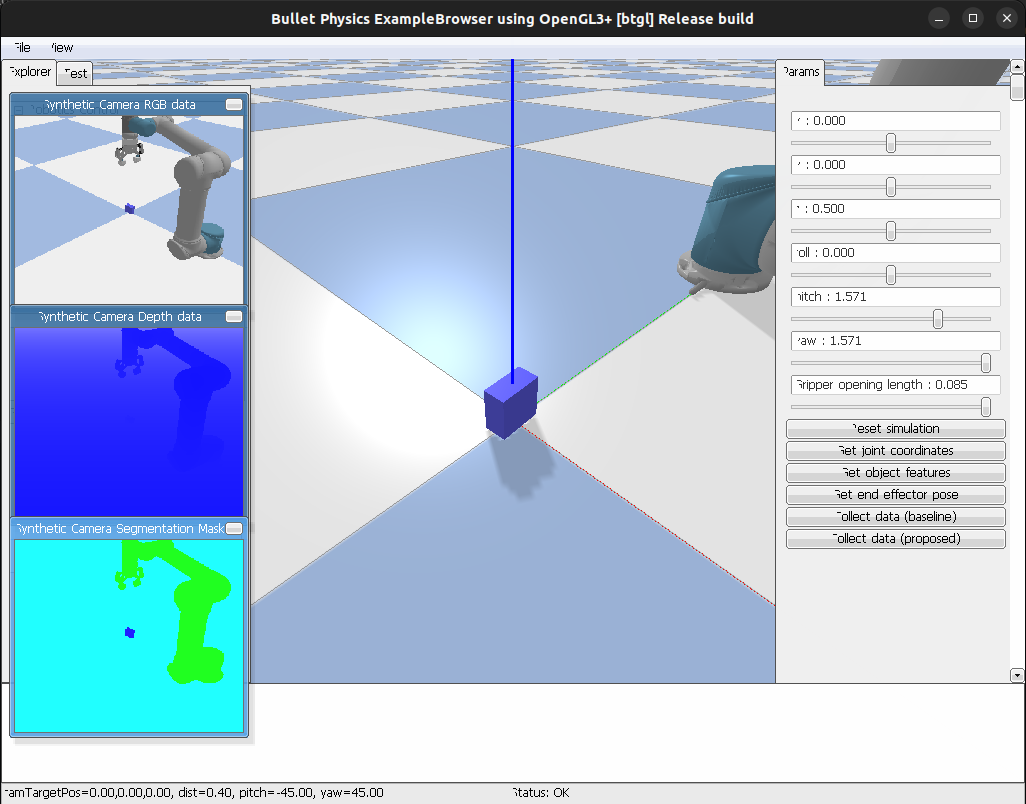 Bullet Physics ExampleBrowser using OpenGL3+ [btgl] Release build
File View
Explorer Test
Synthetic Camera RGB data
Synthetic Camera Depth data
Synthetic Camera Segmentation Mask
Params
: 0.000
: 0.000
: 0.500
roll : 0.000
pitch : 1.571
yaw : 1.571
Gripper opening length : 0.085
Reset simulation
Get joint coordinates
Get object features
Get end effector pose
Collect data (baseline)
Collect data (proposed)
camTargetPos=0.00,0.00,0.00, dist=0.40, pitch=-45.00, yaw=45.00
Status: OK